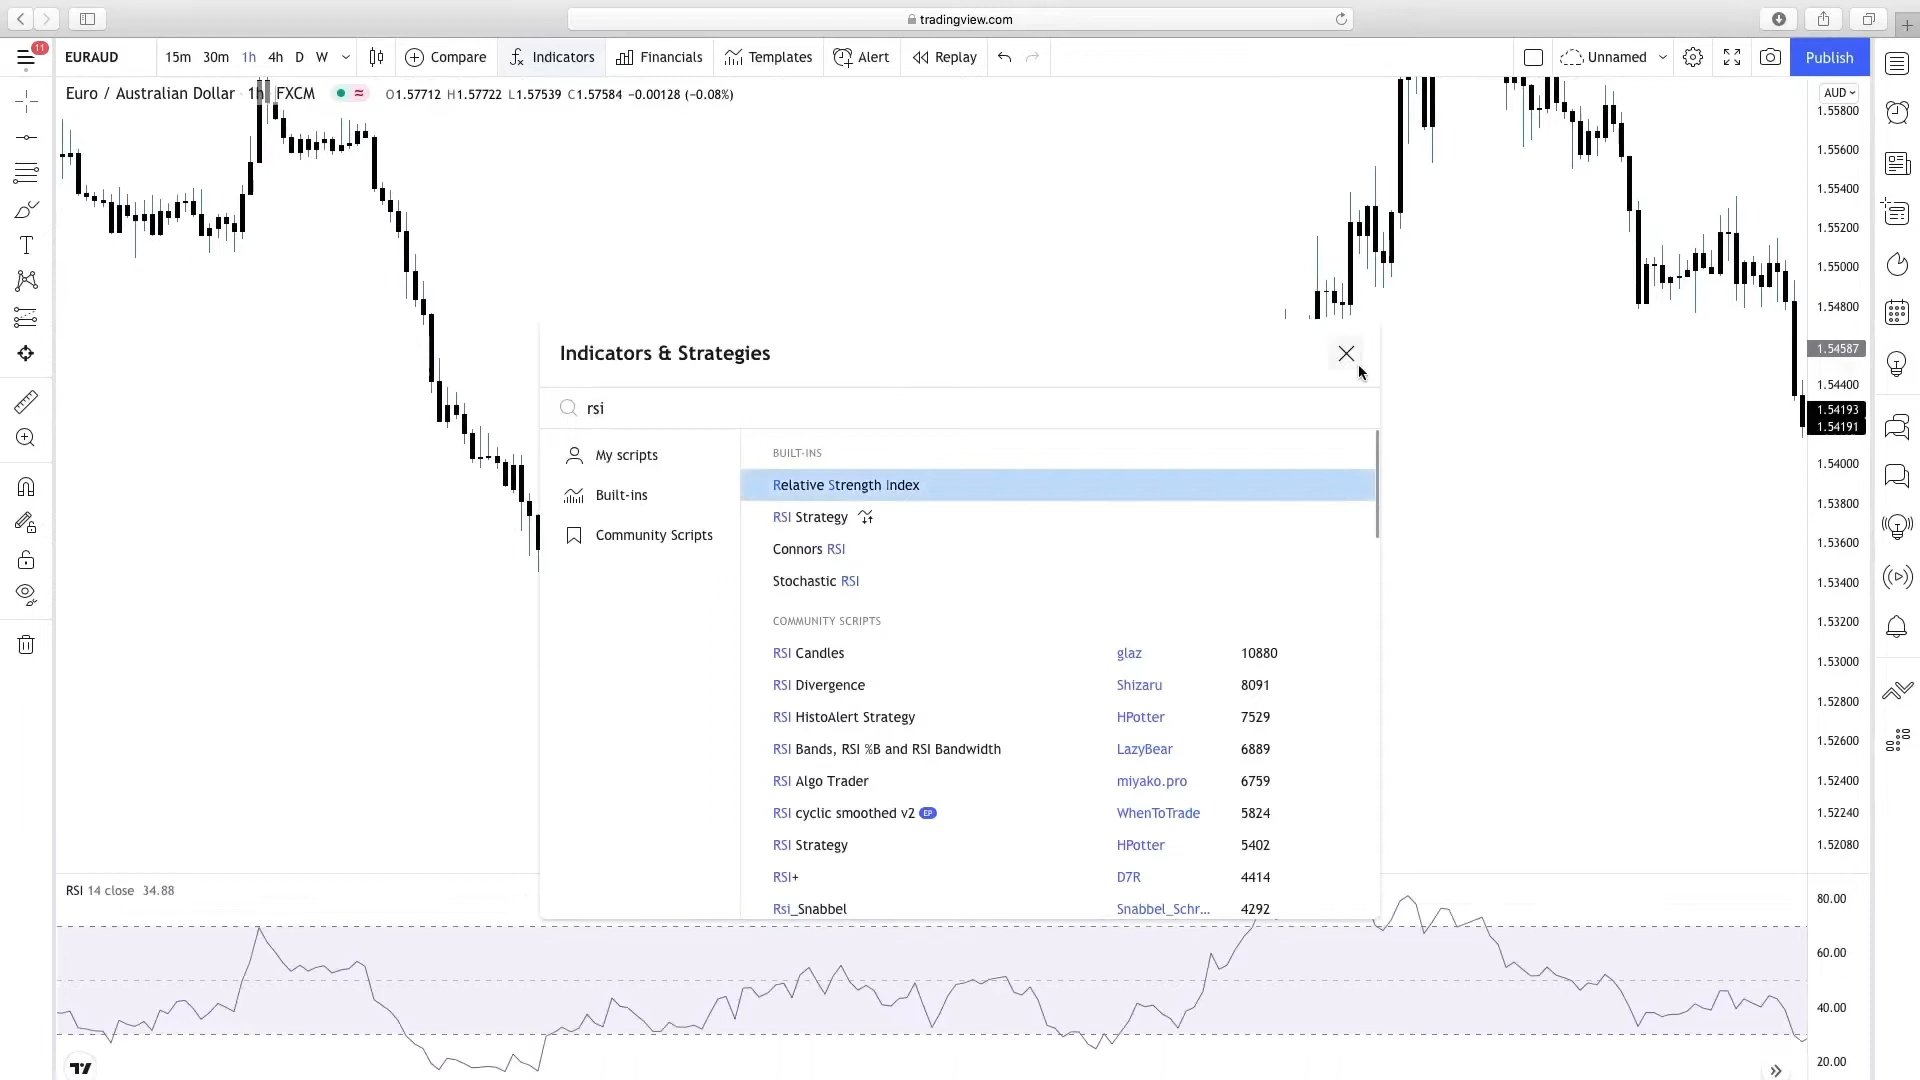 tradingview.com
11
EURAUD 15m 30m 1h 4h D W Compare Indicators Financials Templates Alert Replay Unnamed Publish
Euro / Australian Dollar 1h FXCM O1.57712 H1.57722 L1.57539 C1.57584 −0.00128 (−0.08%)
AUD
1.55800
1.55600
1.55400
1.55200
1.55000
1.54800
1.54587
1.54400
1.54193
1.54191
1.54000
1.53800
1.53600
1.53400
1.53200
1.53000
1.52800
1.52600
1.52400
1.52240
1.52080
Indicators & Strategies
rsi
My scripts
Built-ins
Community Scripts
BUILT-INS
Relative Strength Index
RSI Strategy
Connors RSI
Stochastic RSI
COMMUNITY SCRIPTS
RSI Candles glaz 10880
RSI Divergence Shizaru 8091
RSI HistoAlert Strategy HPotter 7529
RSI Bands, RSI %B and RSI Bandwidth LazyBear 6889
RSI Algo Trader miyako.pro 6759
RSI cyclic smoothed v2 EP WhenToTrade 5824
RSI Strategy HPotter 5402
RSI+ D7R 4414
Rsi_Snabbel Snabbel_Schr... 4292
RSI 14 close 34.88
80.00
60.00
40.00
20.00